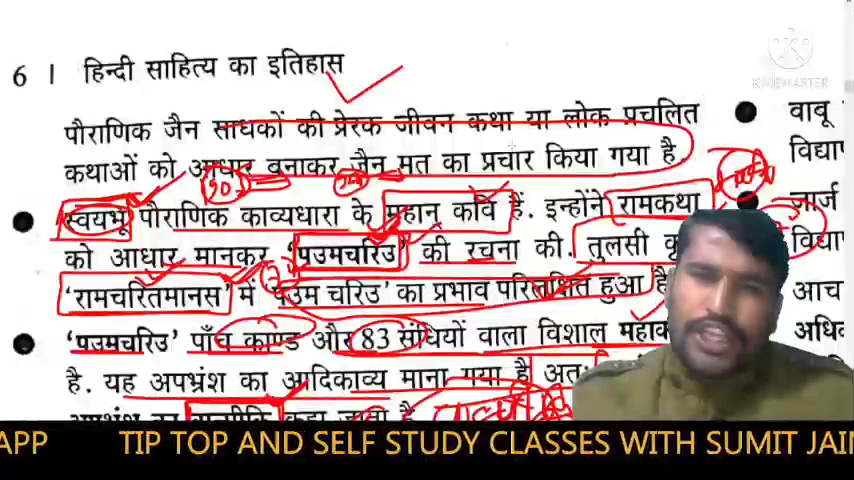 KINEMASTER
6 | हिन्दी साहित्य का इतिहास
पौराणिक जैन साधकों की प्रेरक जीवन कथा या लोक प्रचलित
कथाओं को आधार बनाकर जैन मत का प्रचार किया गया है.
स्वयंभू पौराणिक काव्यधारा के महान कवि हैं. इन्होंने रामकथा
को आधार मानकर 'पउमचरिउ' की रचना की. तुलसी
'रामचरितमानस' में पउम चरिउ का प्रभाव परिलक्षित हुआ है
'पउमचरिउ' पाँच काण्ड और 83 संधियों वाला विशाल
है. यह अपभ्रंश का आदिकाव्य माना गया है अतः
बाबू
विद्या
जार्ज
विद्या
आच
APP TIP TOP AND SELF STUDY CLASSES WITH SUMIT JAIN